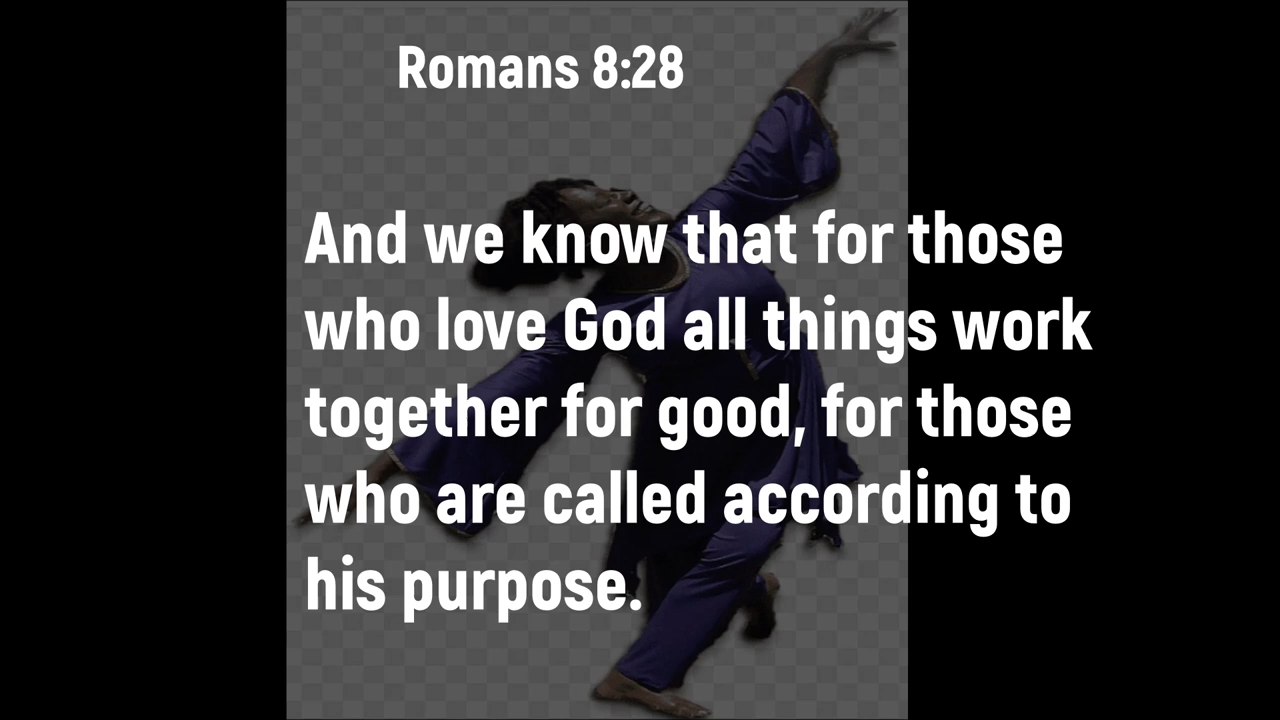 Romans 8:28
And we know that for those
who love God all things work
together for good, for those
who are called according to
his purpose.